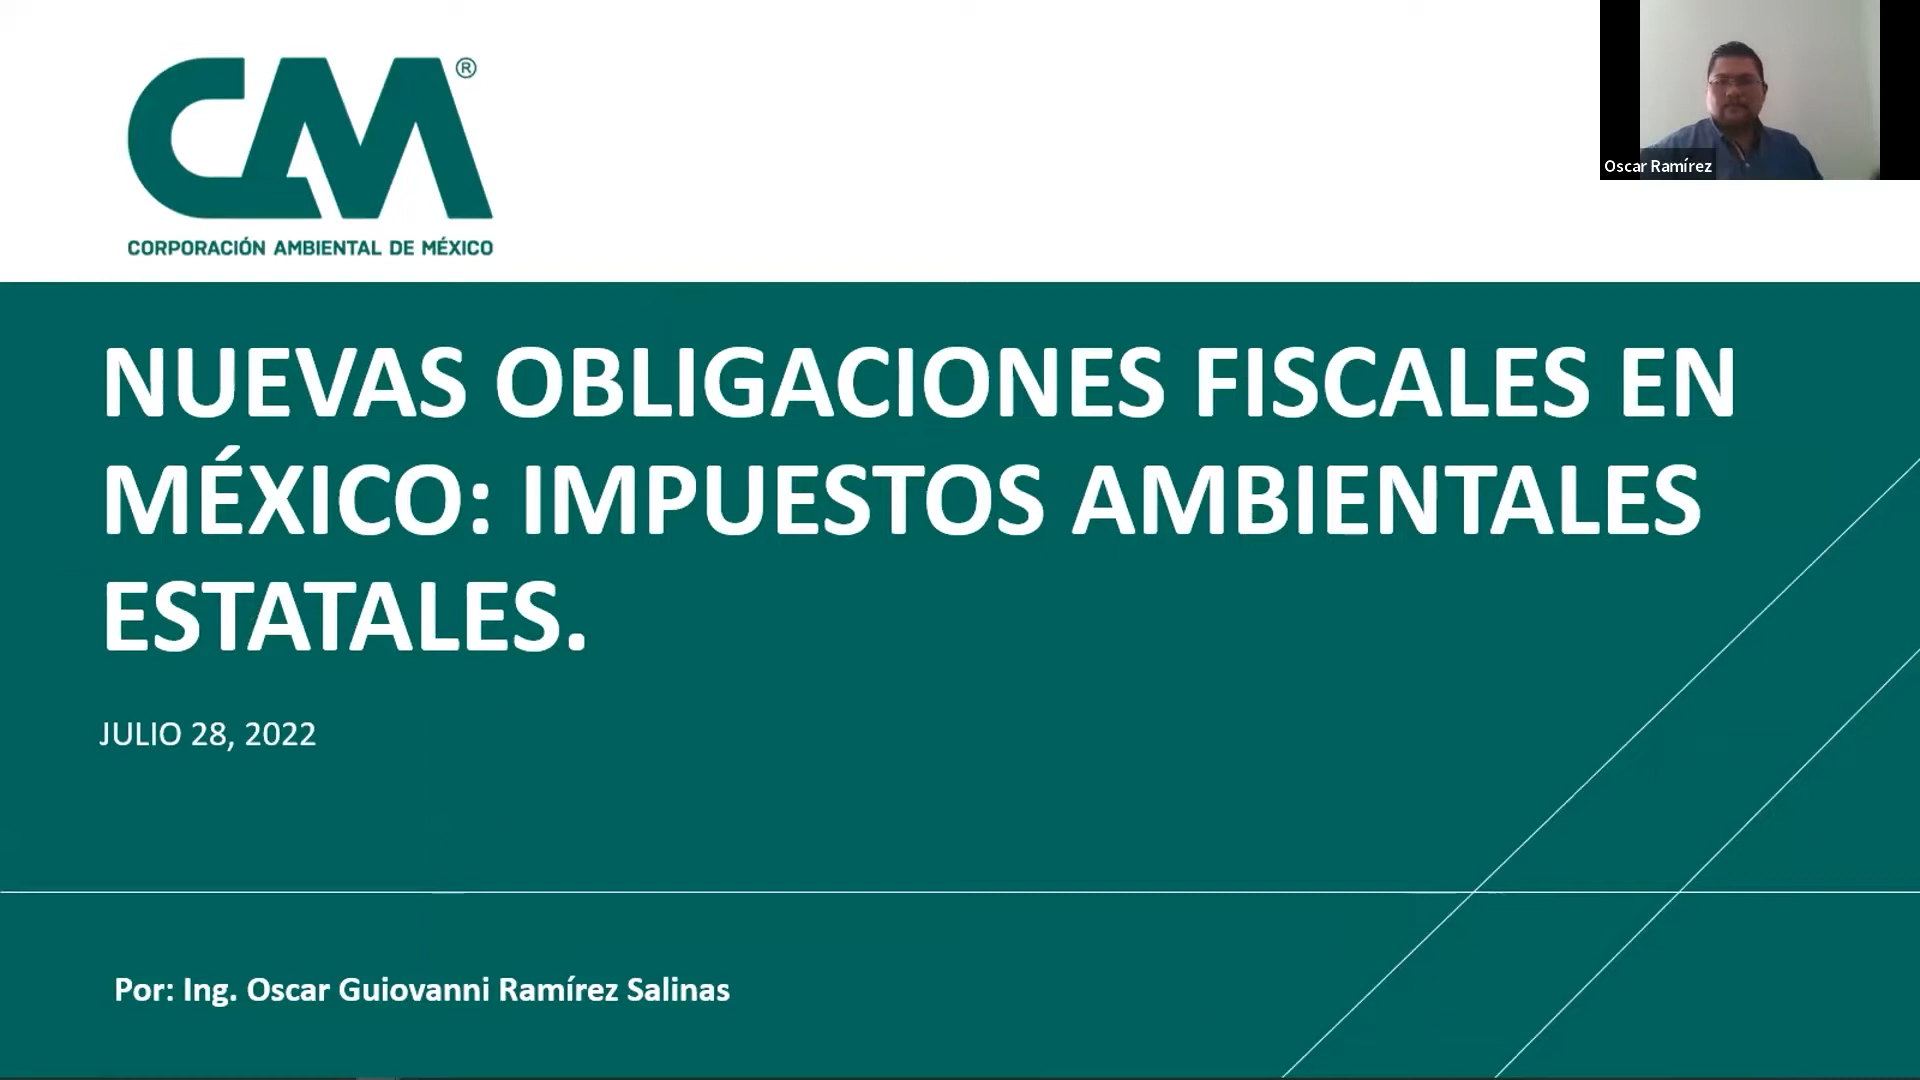 CAM®
CORPORACIÓN AMBIENTAL DE MÉXICO
Oscar Ramírez
NUEVAS OBLIGACIONES FISCALES EN
MÉXICO: IMPUESTOS AMBIENTALES
ESTATALES.
JULIO 28, 2022
Por: Ing. Oscar Guiovanni Ramírez Salinas